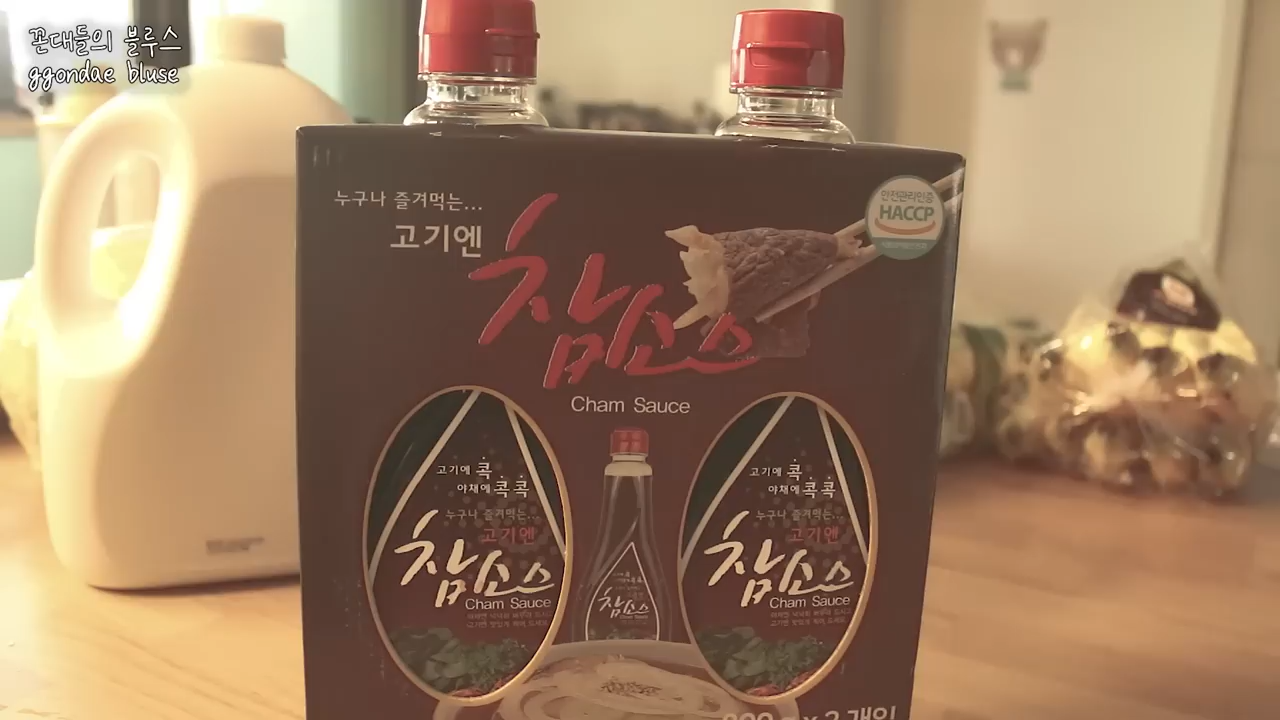 꼰대들의 블루스
ggondae bluse
누구나 즐겨먹는...
고기엔
참소스
Cham Sauce
안전관리인증
HACCP
고기에 콕
야채에 콕콕
누구나 즐겨먹는...
고기엔
참소스
Cham Sauce
고기에 콕
야채에 콕콕
누구나 즐겨먹는...
고기엔
참소스
Cham Sauce
참소스
x 2 개입